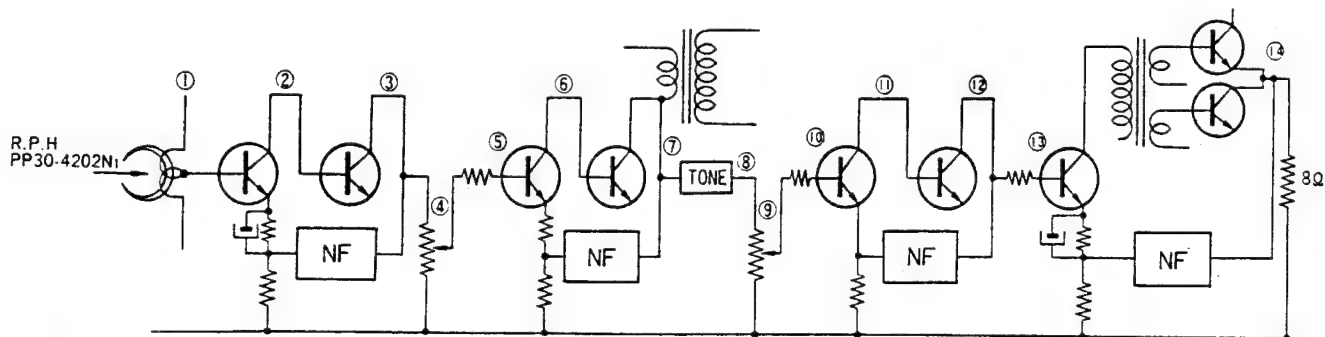 R.P.H
PP30-4202N1
①
②
③
④
NF
⑤
⑥
⑦
NF
TONE
⑧
⑨
⑩
⑪
⑫
NF
⑬
NF
⑭
8Ω